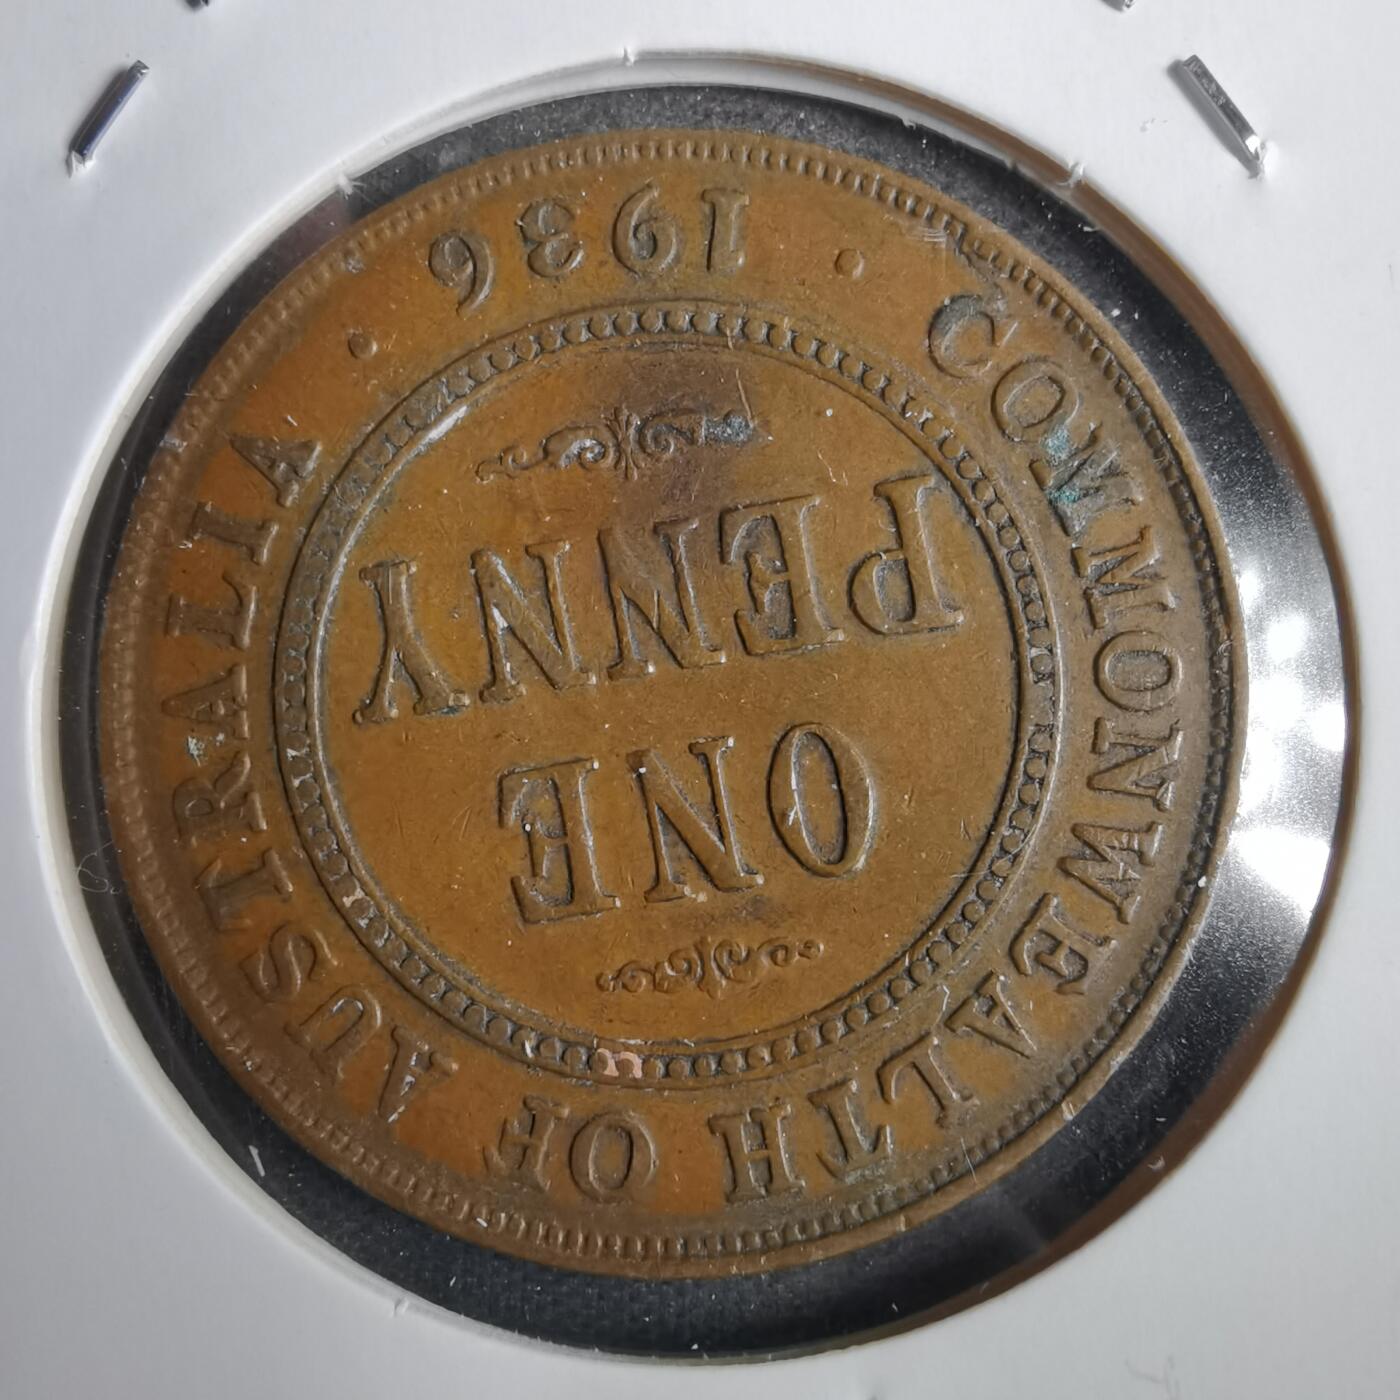 COMMONWEALTH OF AUSTRALIA
ONE
PENNY
· 1936 ·